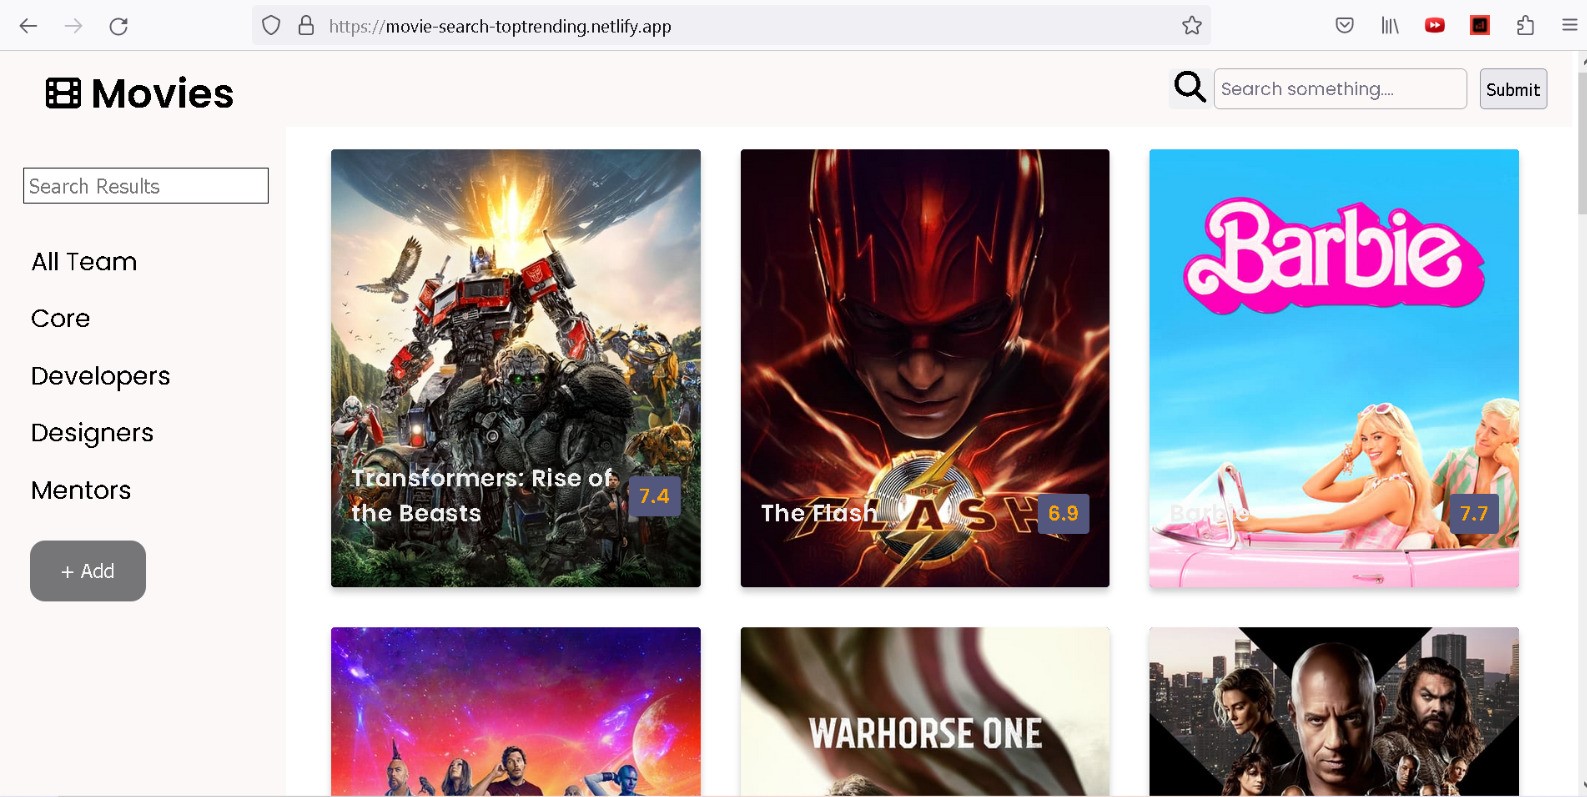 https://movie-search-toptrending.netlify.app
Movies
Search something....
Submit
Search Results
All Team
Core
Developers
Designers
Mentors
+ Add
Transformers: Rise of
the Beasts
7.4
THE
FLASH
The Flash
6.9
Barbie
Barbie
7.7
WARHORSE ONE